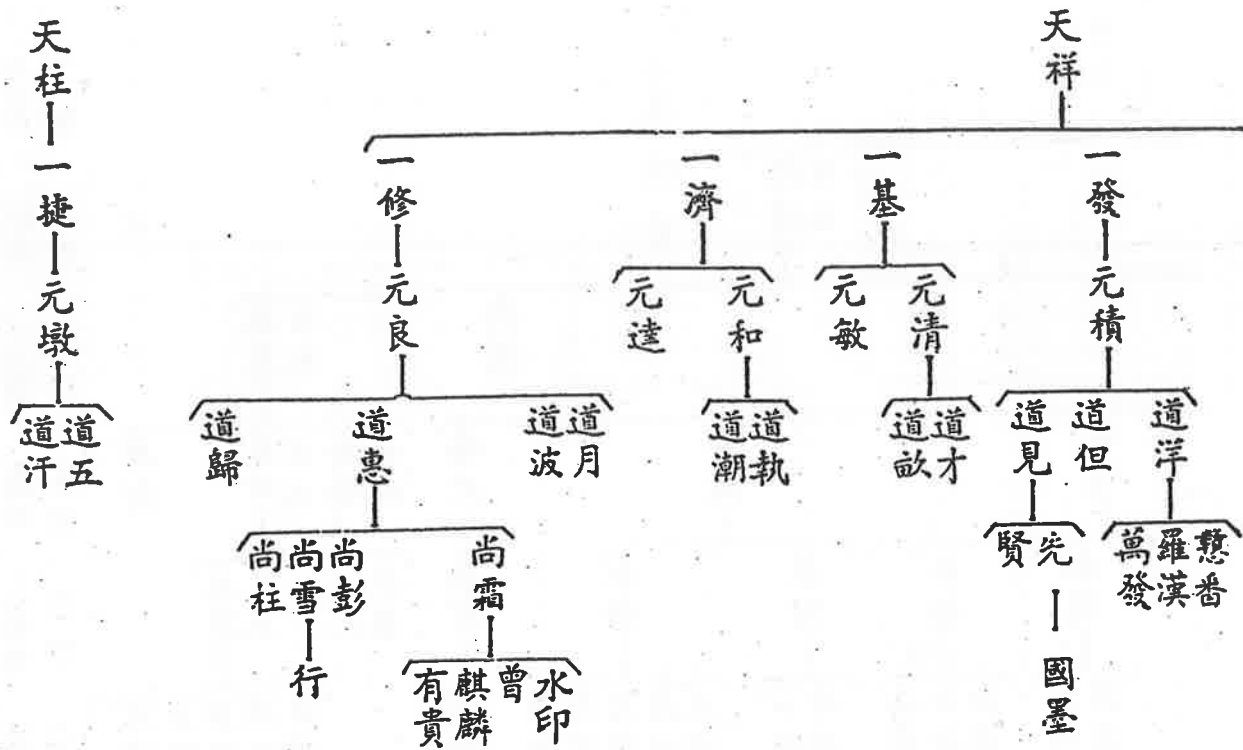 天祥
天柱
一發
一基
一濟
一修
一捷
元積
元清
元敏
元和
元達
元良
元墩
道洋
道但
道見
道才
道畝
道執
道潮
道月
道波
道惠
道歸
道五
道汗
羅漢
萬發
賢
尚霜
尚彭
尚雪
尚柱
國墨
水印
曾
麒麟
有貴
行